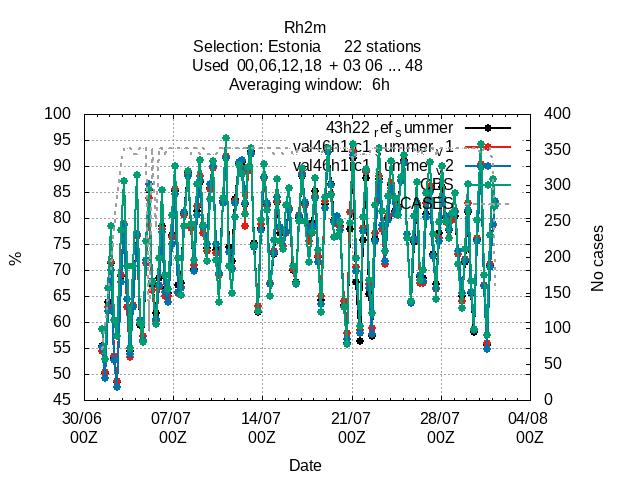 Rh2m
Selection: Estonia 22 stations
Used 00,06,12,18 + 03 06 ... 48
Averaging window: 6h
100
95
90
85
80
75
70
65
60
55
50
45
%
400
350
300
250
200
150
100
50
0
No cases
43h22_ref_summer
OBS
CASES
30/06 07/07 14/07 21/07 28/07 04/08
00Z 00Z 00Z 00Z 00Z 00Z
Date